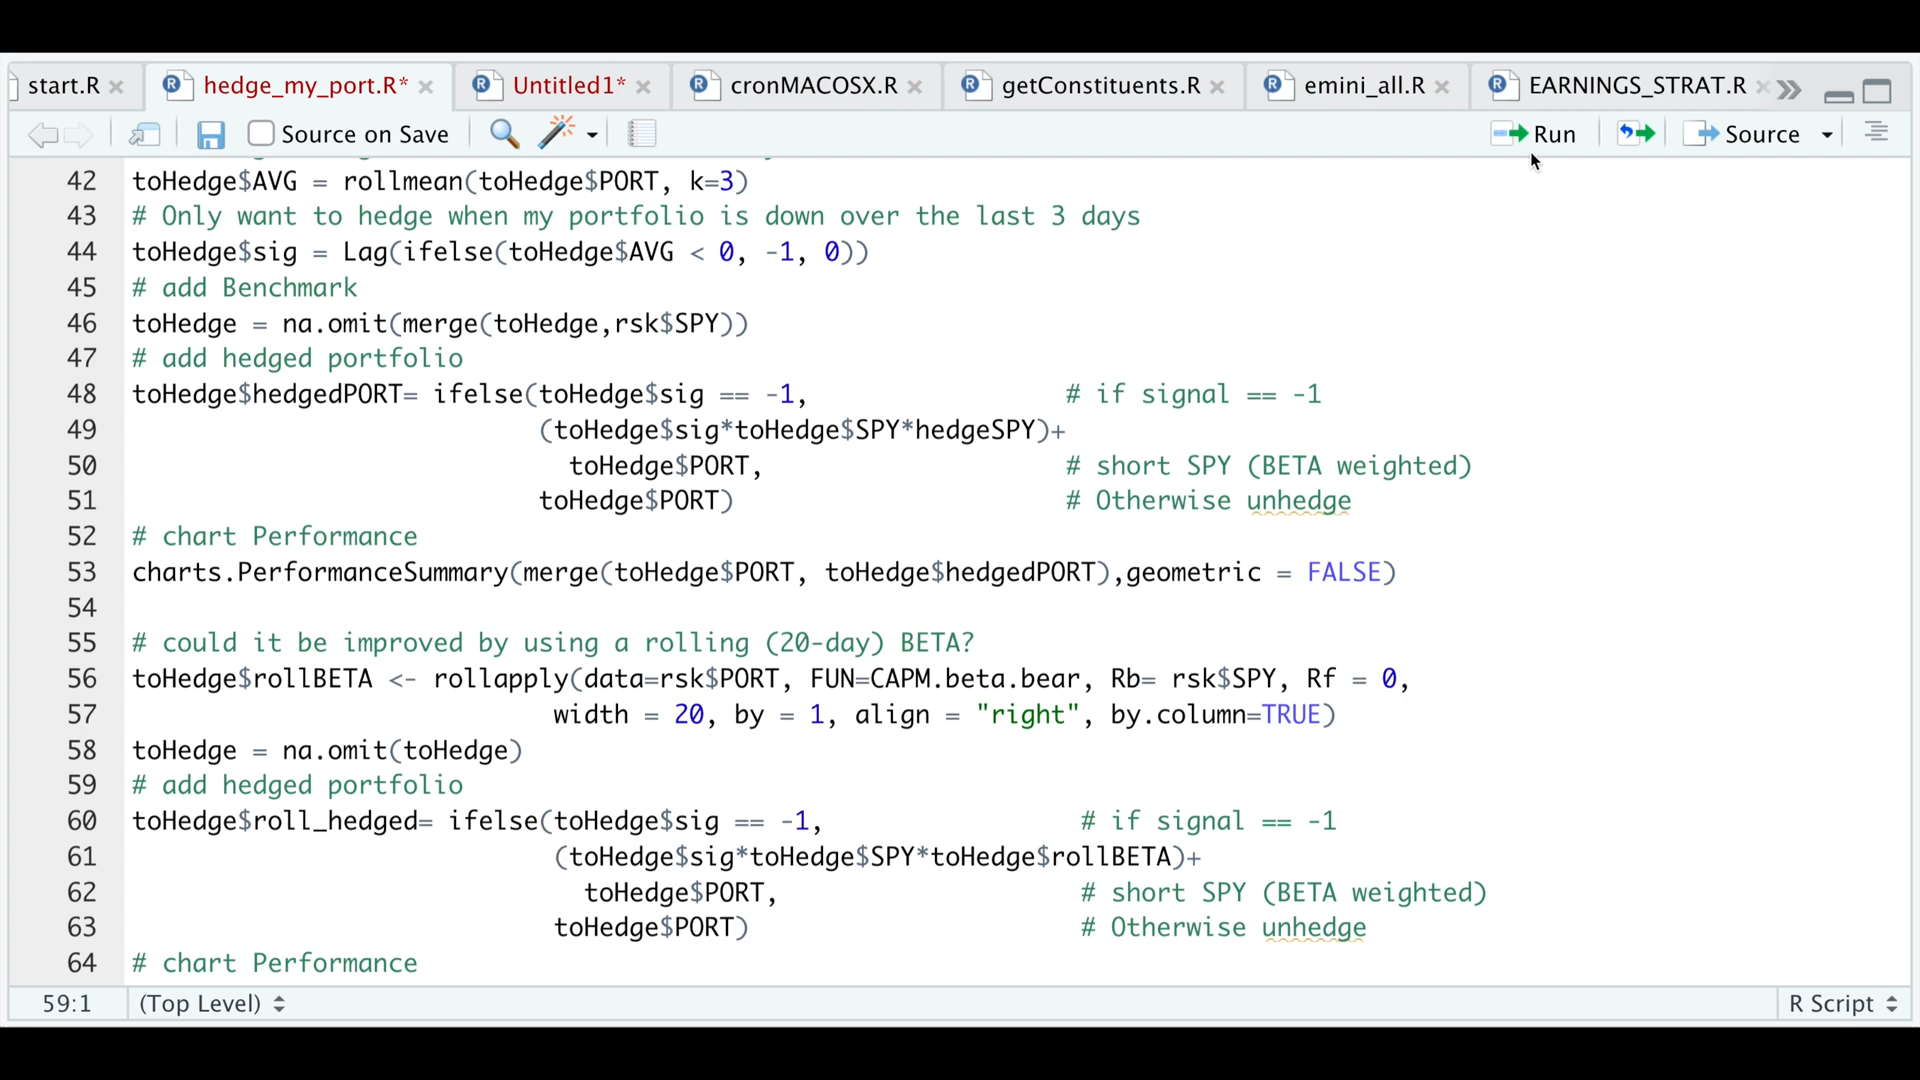 start.R hedge_my_port.R* Untitled1* cronMACOSX.R getConstituents.R emini_all.R EARNINGS_STRAT.R
Source on Save Run Source
42 toHedge$AVG = rollmean(toHedge$PORT, k=3)
43 # Only want to hedge when my portfolio is down over the last 3 days
44 toHedge$sig = Lag(ifelse(toHedge$AVG < 0, -1, 0))
45 # add Benchmark
46 toHedge = na.omit(merge(toHedge,rsk$SPY))
47 # add hedged portfolio
48 toHedge$hedgedPORT= ifelse(toHedge$sig == -1, # if signal == -1
49 (toHedge$sig*toHedge$SPY*hedgeSPY)+
50 toHedge$PORT, # short SPY (BETA weighted)
51 toHedge$PORT) # Otherwise unhedge
52 # chart Performance
53 charts.PerformanceSummary(merge(toHedge$PORT, toHedge$hedgedPORT),geometric = FALSE)
54
55 # could it be improved by using a rolling (20-day) BETA?
56 toHedge$rollBETA <- rollapply(data=rsk$PORT, FUN=CAPM.beta.bear, Rb= rsk$SPY, Rf = 0,
57 width = 20, by = 1, align = "right", by.column=TRUE)
58 toHedge = na.omit(toHedge)
59 # add hedged portfolio
60 toHedge$roll_hedged= ifelse(toHedge$sig == -1, # if signal == -1
61 (toHedge$sig*toHedge$SPY*toHedge$rollBETA)+
62 toHedge$PORT, # short SPY (BETA weighted)
63 toHedge$PORT) # Otherwise unhedge
64 # chart Performance
59:1 (Top Level) R Script